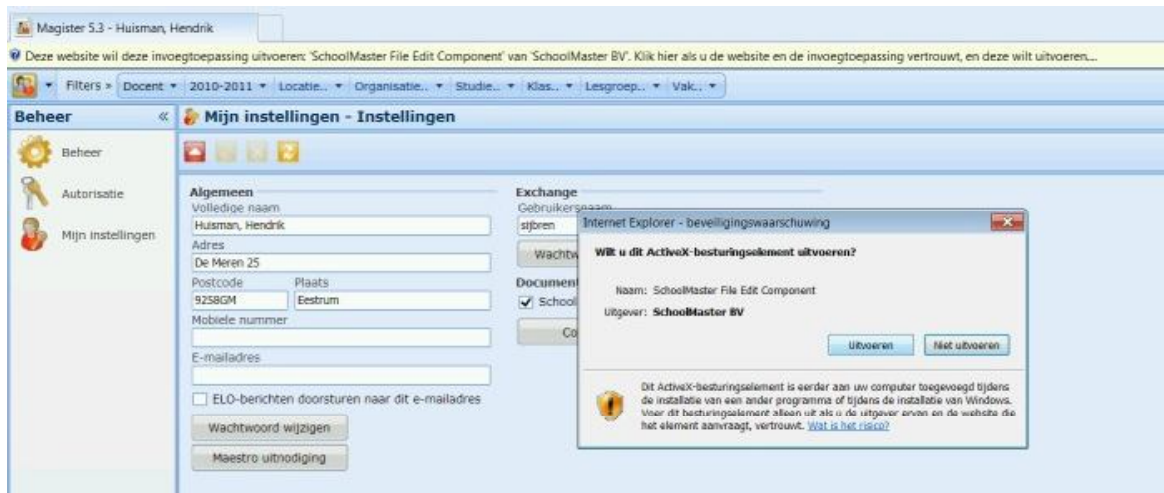 Magister 5.3 - Huisman, Hendrik
Deze website wil deze invoegtoepassing uitvoeren: 'SchoolMaster File Edit Component' van 'SchoolMaster BV'. Klik hier als u de website en de invoegtoepassing vertrouwt, en deze wilt uitvoeren....
Filters » Docent 2010-2011 Locatie.. Organisatie.. Studie.. Klas.. Lesgroep.. Vak..
Beheer «
Mijn instellingen - Instellingen
Beheer
Autorisatie
Mijn instellingen
Algemeen
Volledige naam
Huisman, Hendrik
Adres
De Meren 25
Postcode Plaats
9258GM Eestrum
Mobiele nummer
E-mailadres
ELO-berichten doorsturen naar dit e-mailadres
Wachtwoord wijzigen
Maestro uitnodiging
Exchange
Gebruikersnaam
sijbren
Wachtw
Document
School
Co
Internet Explorer - beveiligingswaarschuwing
Wilt u dit ActiveX-besturingselement uitvoeren?
Naam: SchoolMaster File Edit Component
Uitgever: SchoolMaster BV
Uitvoeren Niet uitvoeren
Dit ActiveX-besturingselement is eerder aan uw computer toegevoegd tijdens
de installatie van een ander programma of tijdens de installatie van Windows.
Voer dit besturingselement alleen uit als u de uitgever ervan en de website die
het element aanvraagt, vertrouwt. Wat is het risico?